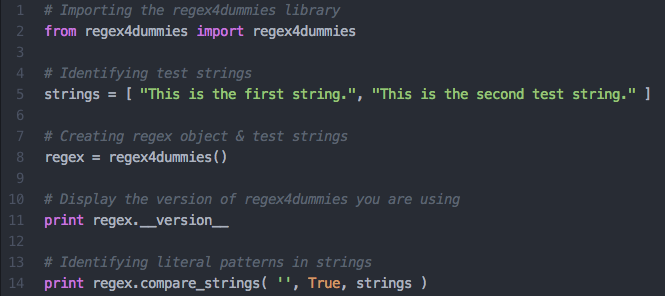 1 # Importing the regex4dummies library
2 from regex4dummies import regex4dummies
3
4 # Identifying test strings
5 strings = [ "This is the first string.", "This is the second test string." ]
6
7 # Creating regex object & test strings
8 regex = regex4dummies()
9
10 # Display the version of regex4dummies you are using
11 print regex.__version__
12
13 # Identifying literal patterns in strings
14 print regex.compare_strings( '', True, strings )